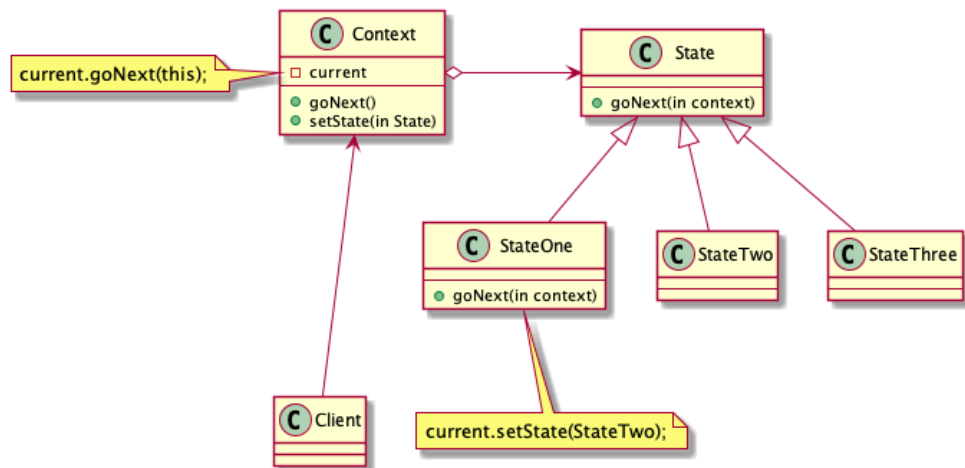 C Context
current
goNext()
setState(in State)
current.goNext(this);
C State
goNext(in context)
C StateOne
goNext(in context)
C StateTwo
C StateThree
C Client
current.setState(StateTwo);